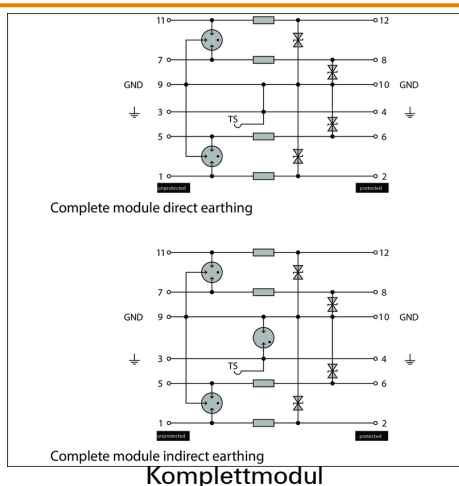 11 12
7 8
GND 9 10 GND
3 4
TS
5 6
1 2
unprotected protected
Complete module direct earthing
11 12
7 8
GND 9 10 GND
3 4
TS
5 6
1 2
unprotected protected
Complete module indirect earthing
Komplettmodul